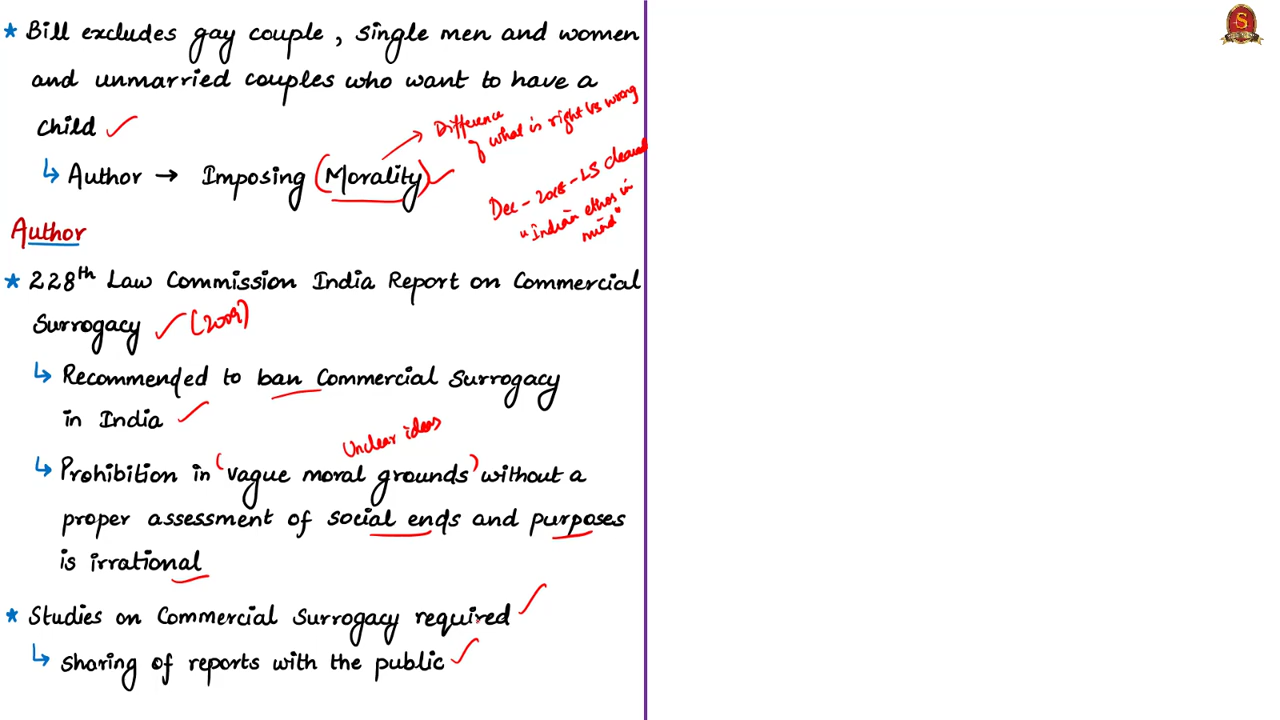 * Bill excludes gay couple, single men and women
and unmarried couples who want to have a
child ✓
↳ Author → Imposing (Morality) ✓
→ Difference
of what is right vs wrong
Dec - 2018 - LS cleared
"Indian ethos in
mind"
Author
* 228th Law Commission India Report on Commercial
Surrogacy ✓ (2009)
↳ Recommended to ban Commercial Surrogacy
in India ✓
Unclear ideas
↳ Prohibition in (vague moral grounds) without a
proper assessment of social ends and purposes
is irrational
* Studies on Commercial Surrogacy required ✓
↳ Sharing of reports with the public ✓
S